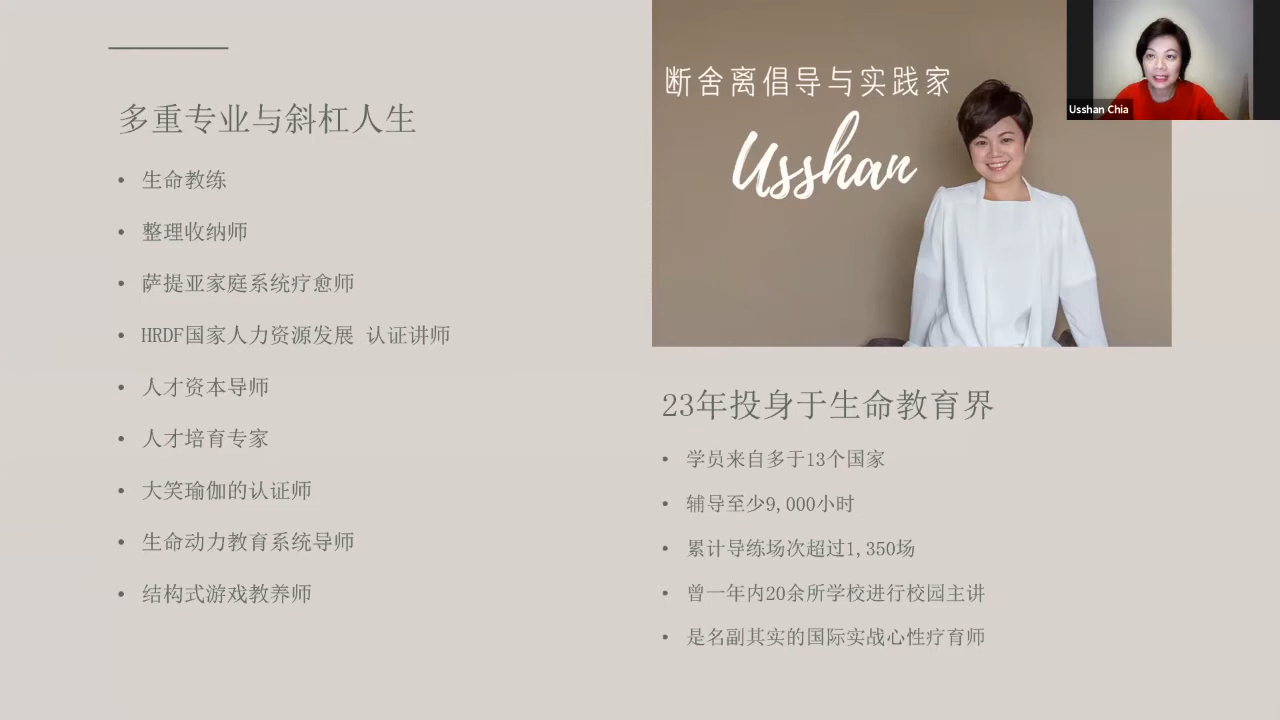 多重专业与斜杠人生
• 生命教练
• 整理收纳师
• 萨提亚家庭系统疗愈师
• HRDF国家人力资源发展 认证讲师
• 人才资本导师
• 人才培育专家
• 大笑瑜伽的认证师
• 生命动力教育系统导师
• 结构式游戏教养师
断舍离倡导与实践家
Usshan
Usshan Chia
23年投身于生命教育界
• 学员来自多于13个国家
• 辅导至少9,000小时
• 累计导练场次超过1,350场
• 曾一年内20余所学校进行校园主讲
• 是名副其实的国际实战心性疗育师